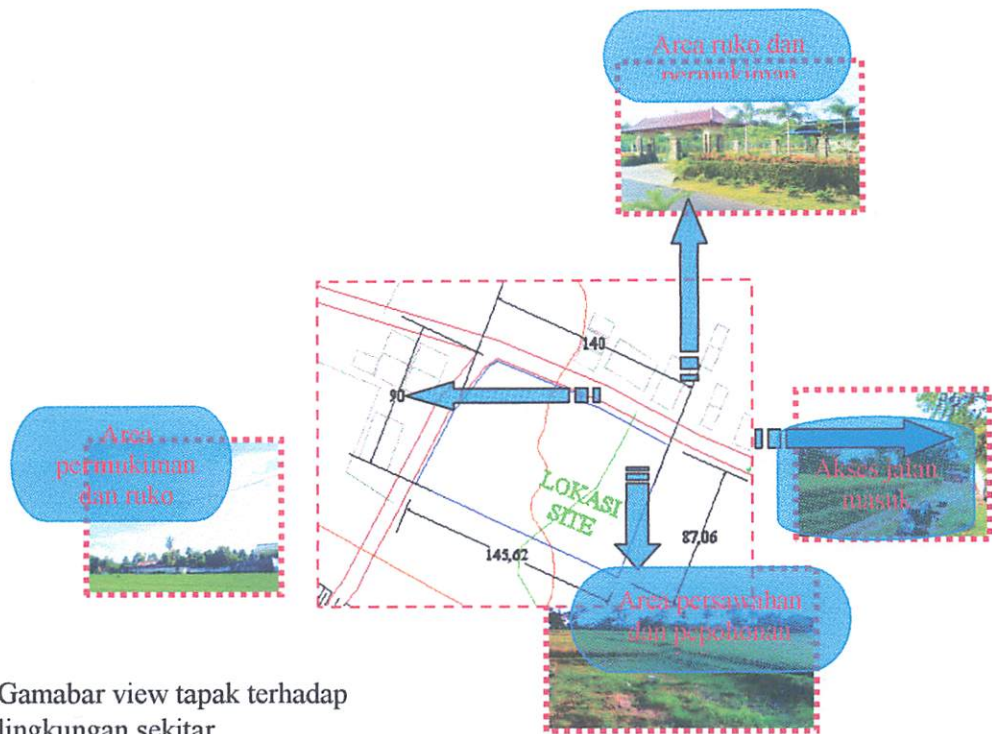 Area ruko dan
permukiman
140
90
Area
permukiman
dan ruko
Akses jalan
masuk
LOKASI
SITE
145,62
87,06
Area persawahan
dan pepohonan
Gamabar view tapak terhadap
lingkungan sekitar